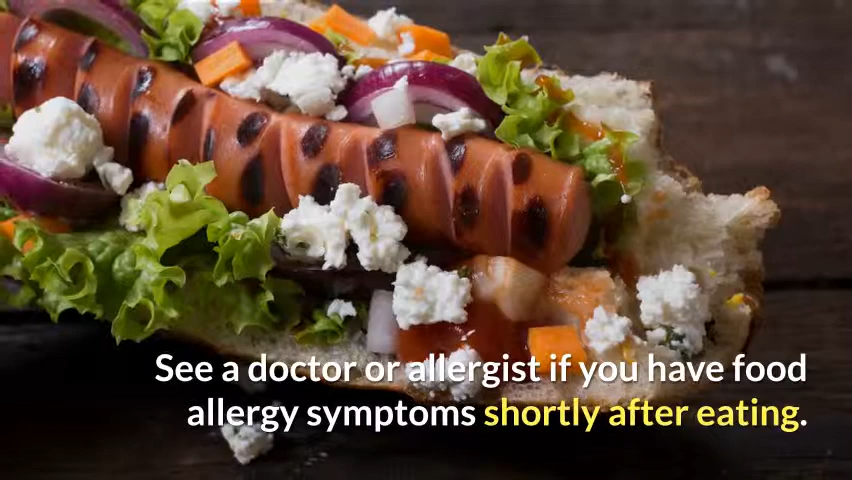 See a doctor or allergist if you have food
allergy symptoms shortly after eating.